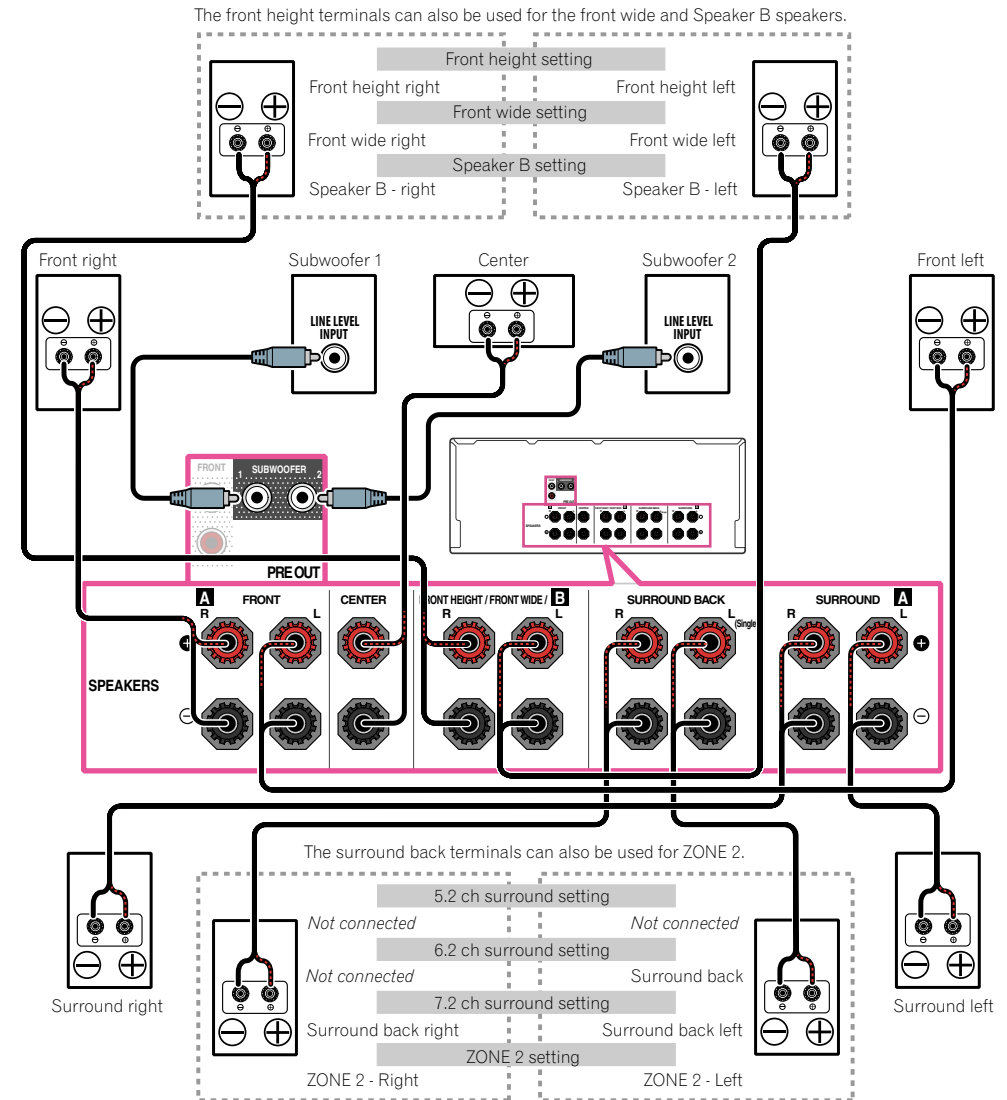 The front height terminals can also be used for the front wide and Speaker B speakers.
Front height setting
Front height right
Front height left
Front wide setting
Front wide right
Front wide left
Speaker B setting
Speaker B - right
Speaker B - left
Front right
Subwoofer 1
Center
Subwoofer 2
Front left
LINE LEVEL
INPUT
LINE LEVEL
INPUT
FRONT
SUBWOOFER
1
2
PRE OUT
PRE OUT
SPEAKERS
A
FRONT
R
L
CENTER
FRONT HEIGHT / FRONT WIDE / B
R
L
SURROUND BACK
R
L
(Single
SURROUND A
R
L
SPEAKERS
The surround back terminals can also be used for ZONE 2.
5.2 ch surround setting
Not connected
Not connected
6.2 ch surround setting
Not connected
Surround back
7.2 ch surround setting
Surround back right
Surround back left
ZONE 2 setting
ZONE 2 - Right
ZONE 2 - Left
Surround right
Surround left